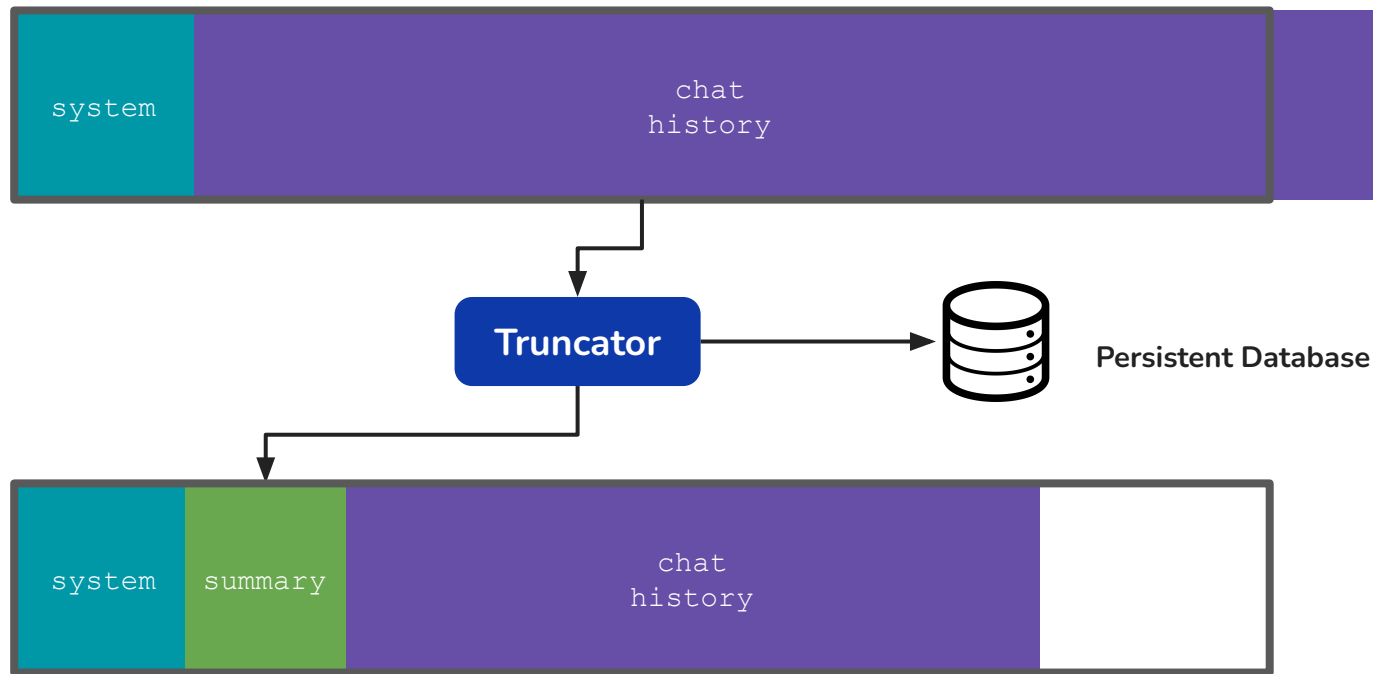 system
chat
history
Truncator
Persistent Database
system
summary
chat
history